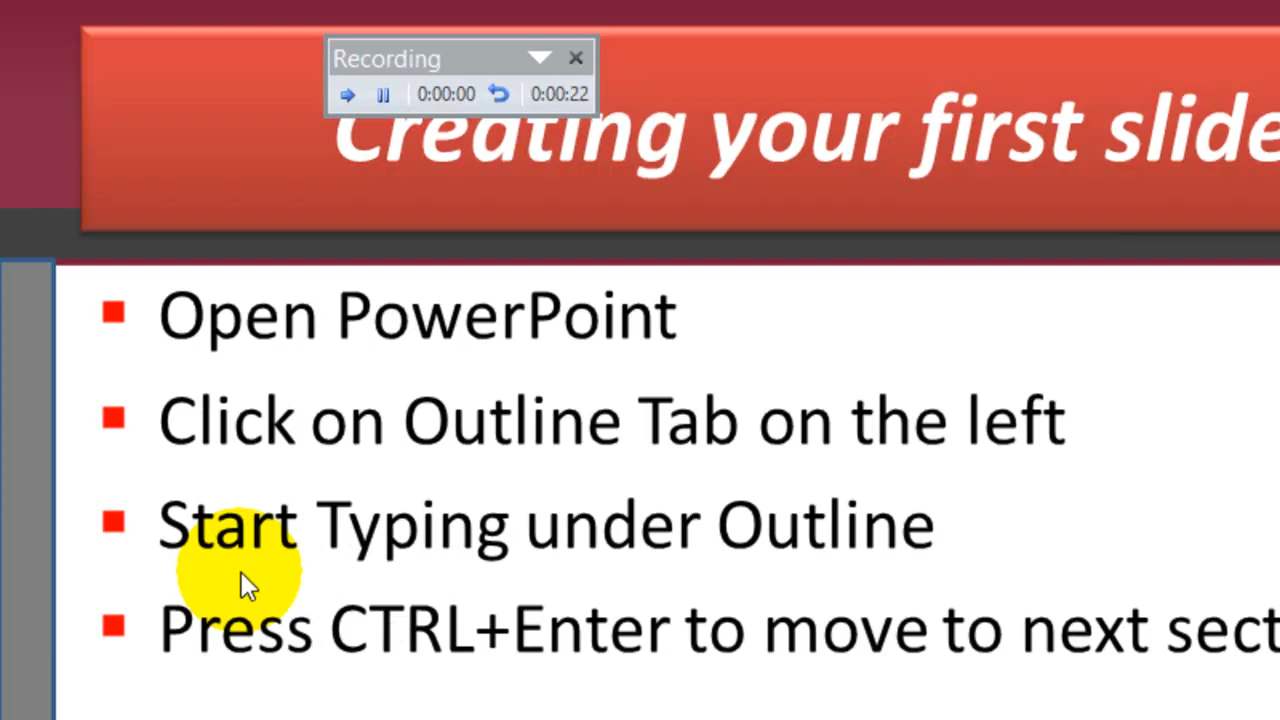 Recording
0:00:00 0:00:22
Creating your first slide
Open PowerPoint
Click on Outline Tab on the left
Start Typing under Outline
Press CTRL+Enter to move to next sect